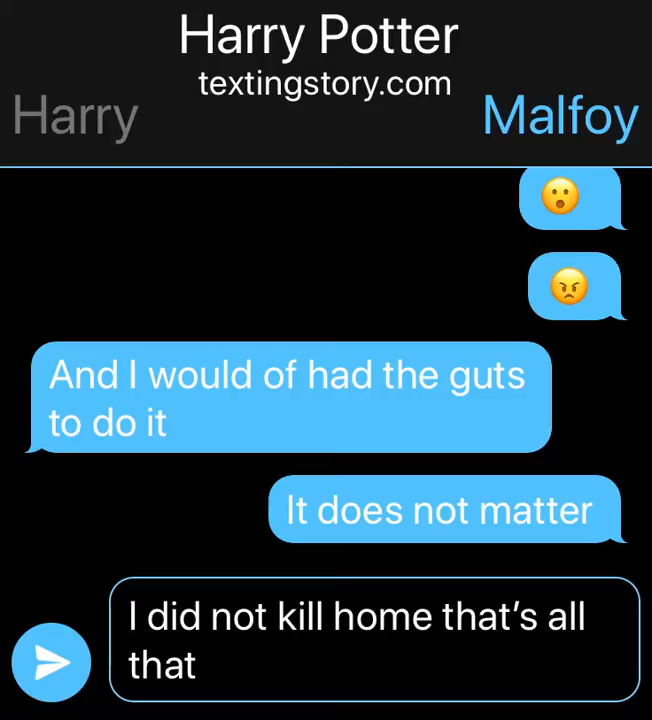 Harry Potter
textingstory.com
Harry
Malfoy
😮
😠
And I would of had the guts
to do it
It does not matter
I did not kill home that’s all
that